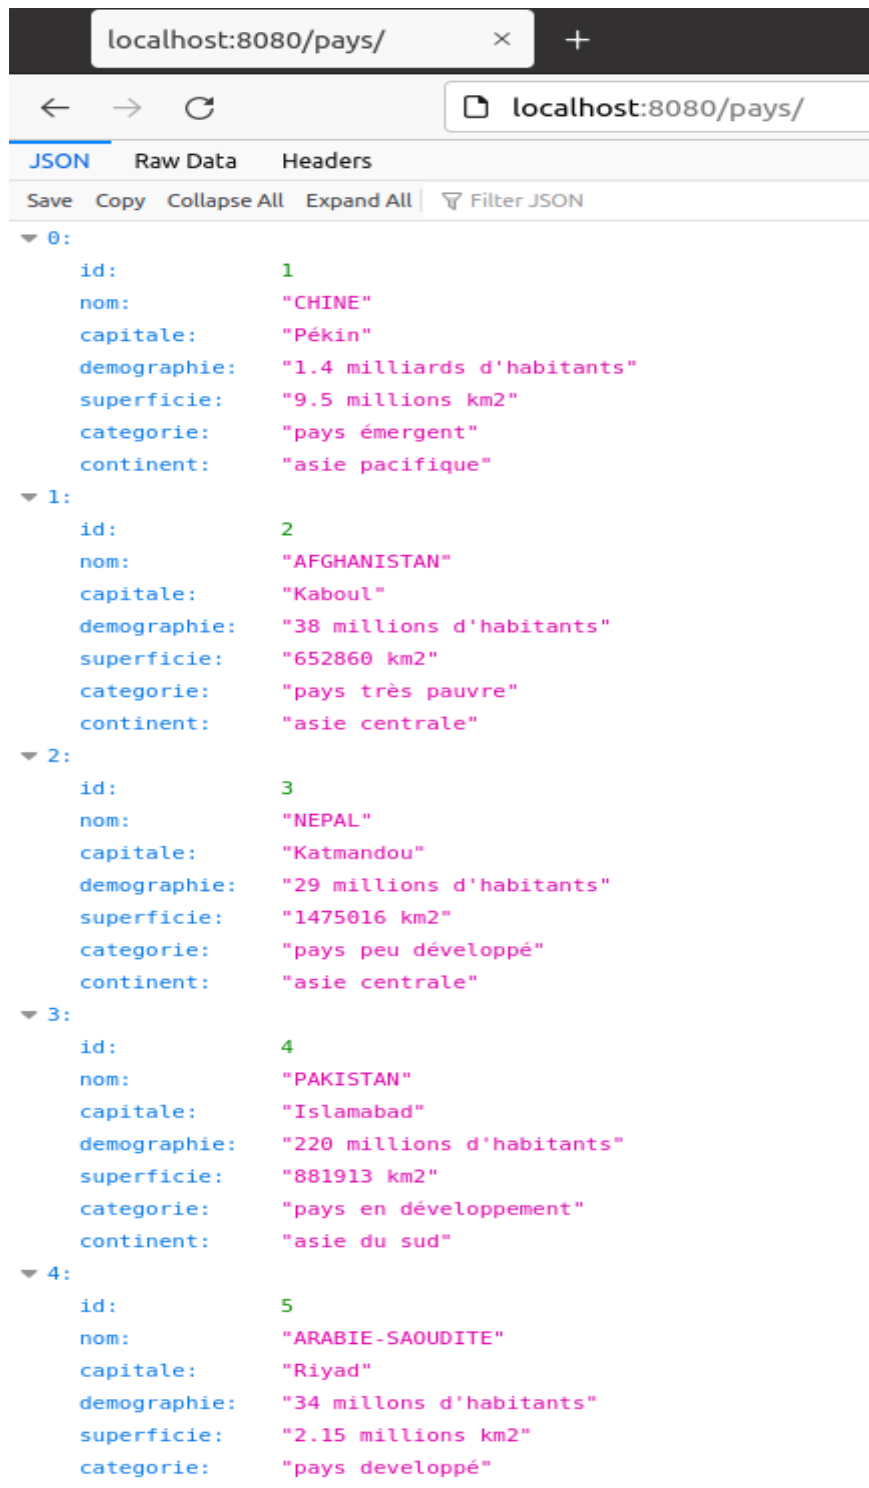 localhost:8080/pays/ × +
localhost:8080/pays/
JSON Raw Data Headers
Save Copy Collapse All Expand All Filter JSON
0:
id: 1
nom: "CHINE"
capitale: "Pékin"
demographie: "1.4 milliards d'habitants"
superficie: "9.5 millions km2"
categorie: "pays émergent"
continent: "asie pacifique"
1:
id: 2
nom: "AFGHANISTAN"
capitale: "Kaboul"
demographie: "38 millions d'habitants"
superficie: "652860 km2"
categorie: "pays très pauvre"
continent: "asie centrale"
2:
id: 3
nom: "NEPAL"
capitale: "Katmandou"
demographie: "29 millions d'habitants"
superficie: "1475016 km2"
categorie: "pays peu développé"
continent: "asie centrale"
3:
id: 4
nom: "PAKISTAN"
capitale: "Islamabad"
demographie: "220 millions d'habitants"
superficie: "881913 km2"
categorie: "pays en développement"
continent: "asie du sud"
4:
id: 5
nom: "ARABIE-SAOUDITE"
capitale: "Riyad"
demographie: "34 millons d'habitants"
superficie: "2.15 millions km2"
categorie: "pays developpé"